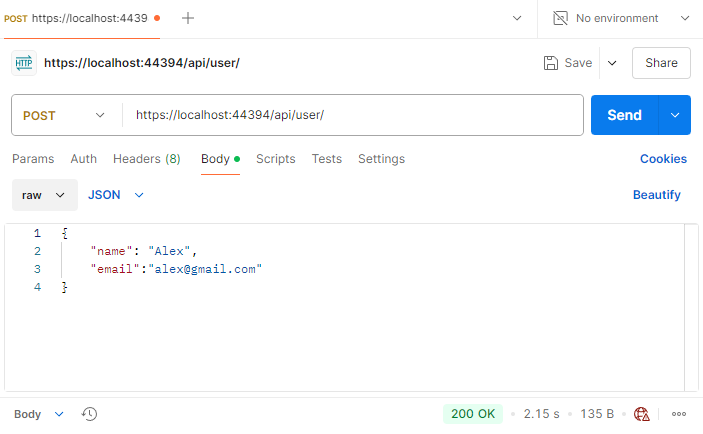 POST https://localhost:4439
No environment
HTTP https://localhost:44394/api/user/
Save
Share
POST https://localhost:44394/api/user/
Send
Params Auth Headers (8) Body Scripts Tests Settings Cookies
raw JSON Beautify
1 {
2 "name": "Alex",
3 "email":"alex@gmail.com"
4 }
Body 200 OK 2.15 s 135 B